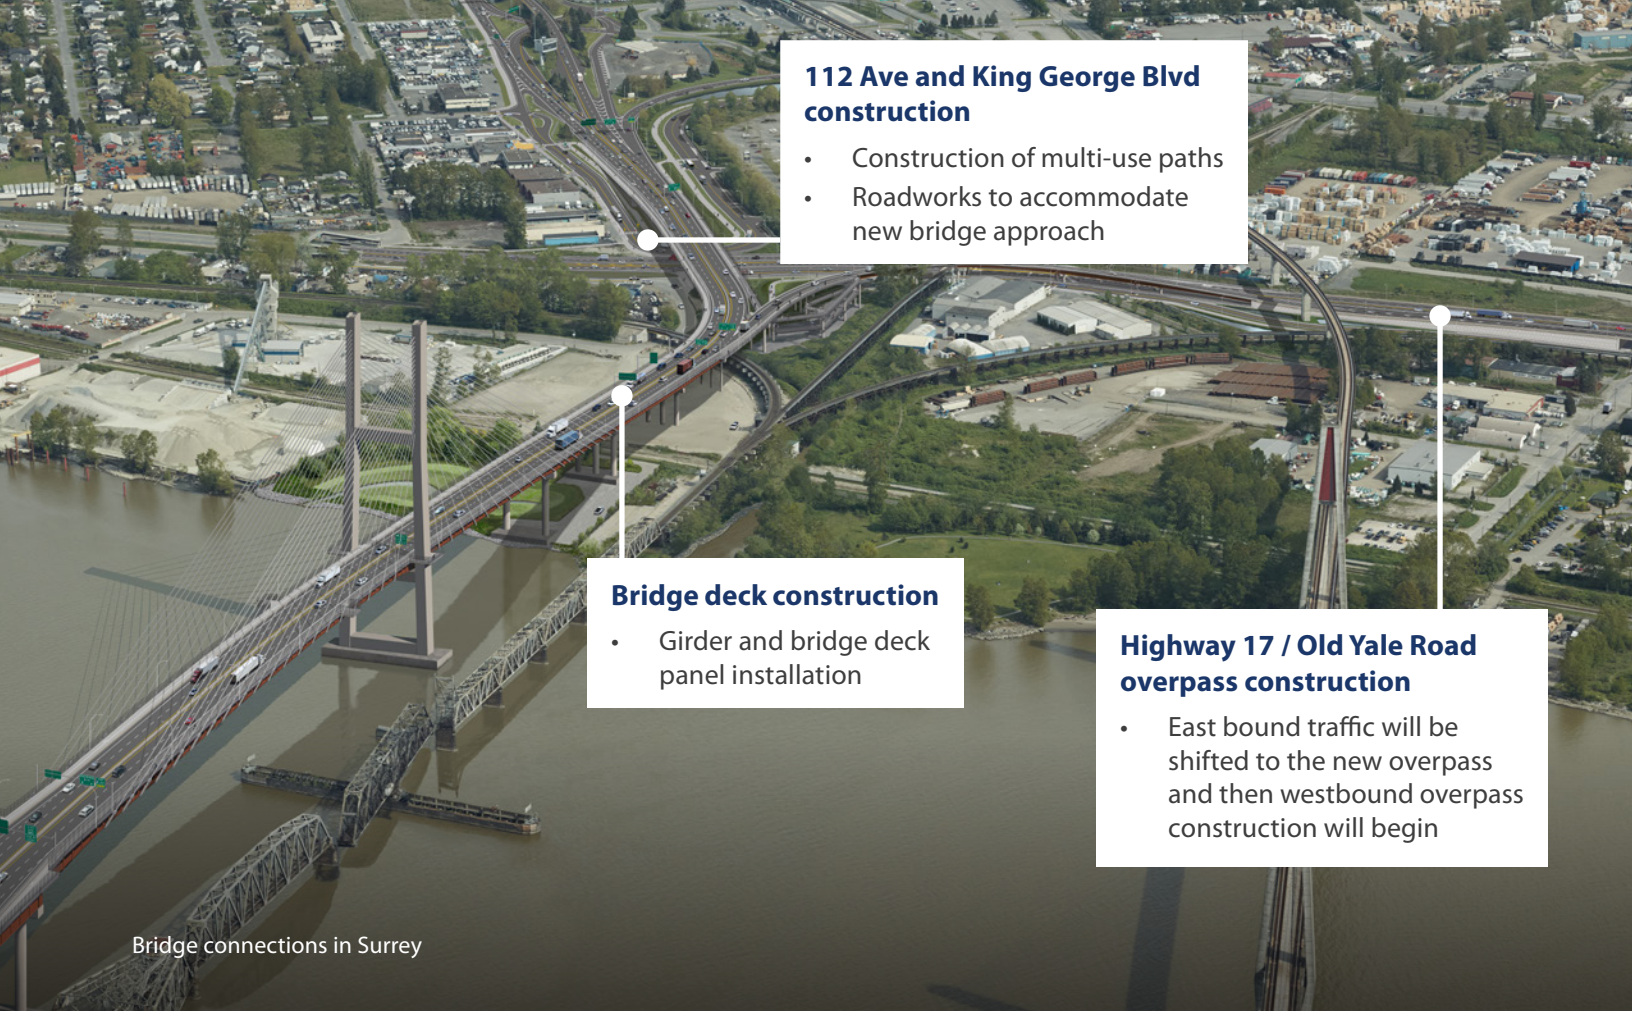 112 Ave and King George Blvd
construction
• Construction of multi-use paths
• Roadworks to accommodate
new bridge approach
Bridge deck construction
• Girder and bridge deck
panel installation
Highway 17 / Old Yale Road
overpass construction
• East bound traffic will be
shifted to the new overpass
and then westbound overpass
construction will begin
Bridge connections in Surrey